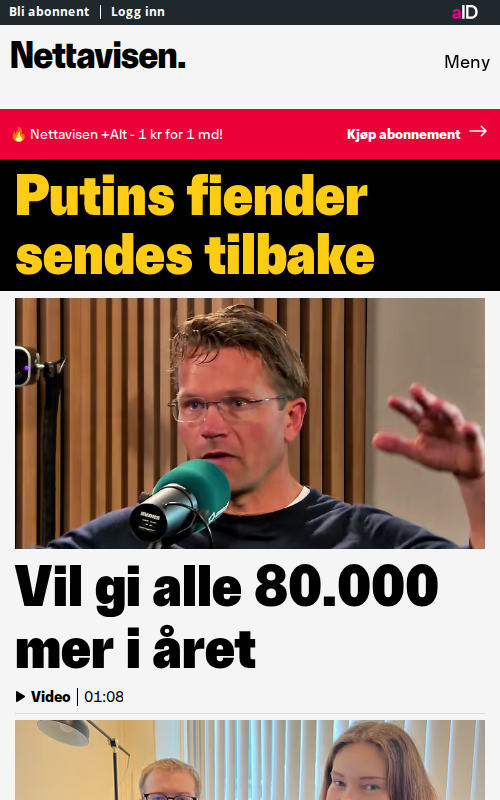 Bli abonnent | Logg inn
aID
Nettavisen.
Meny
🔥 Nettavisen +Alt - 1 kr for 1 md!
Kjøp abonnement →
Putins fiender
sendes tilbake
Vil gi alle 80.000
mer i året
Video | 01:08